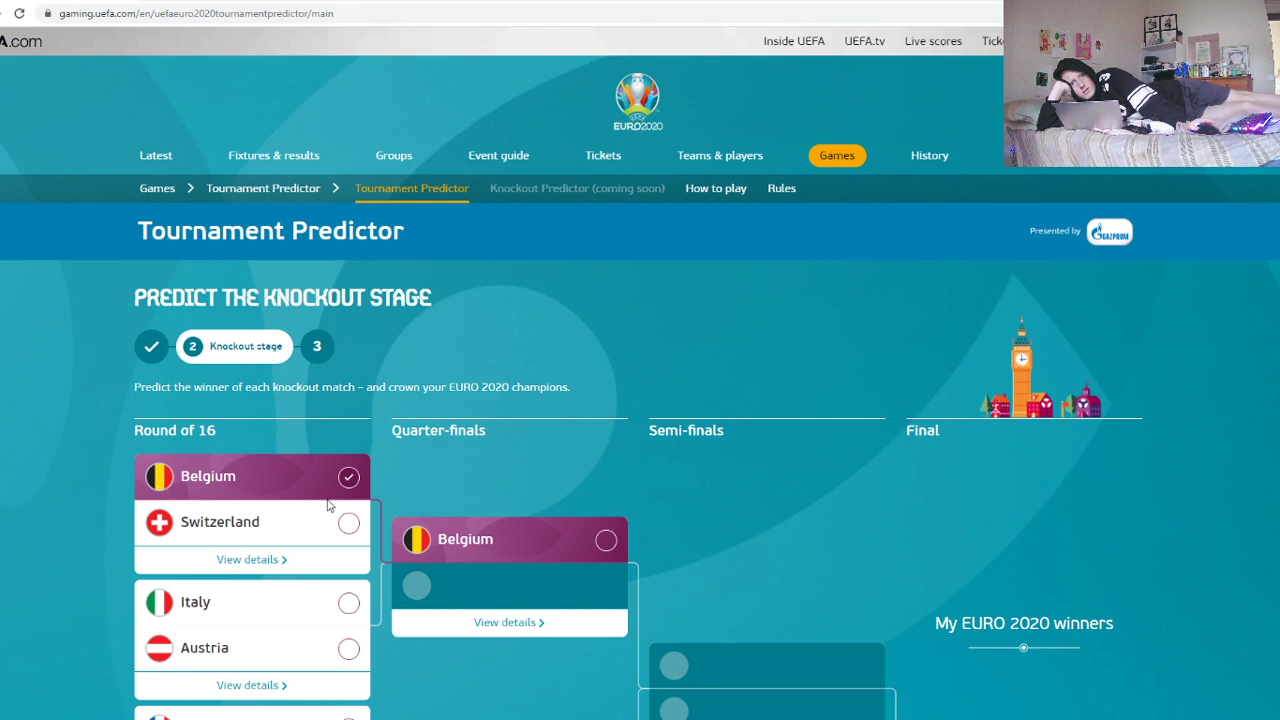 gaming.uefa.com/en/uefaeuro2020tournamentpredictor/main
A.com
Inside UEFA UEFA.tv Live scores
EURO2020
Latest Fixtures & results Groups Event guide Tickets Teams & players Games History
Games Tournament Predictor Tournament Predictor Knockout Predictor (coming soon) How to play Rules
Tournament Predictor
Presented by GAZPROM
PREDICT THE KNOCKOUT STAGE
2 Knockout stage 3
Predict the winner of each knockout match – and crown your EURO 2020 champions.
Round of 16 Quarter-finals Semi-finals Final
Belgium
Switzerland
View details
Belgium
View details
Italy
Austria
View details
My EURO 2020 winners